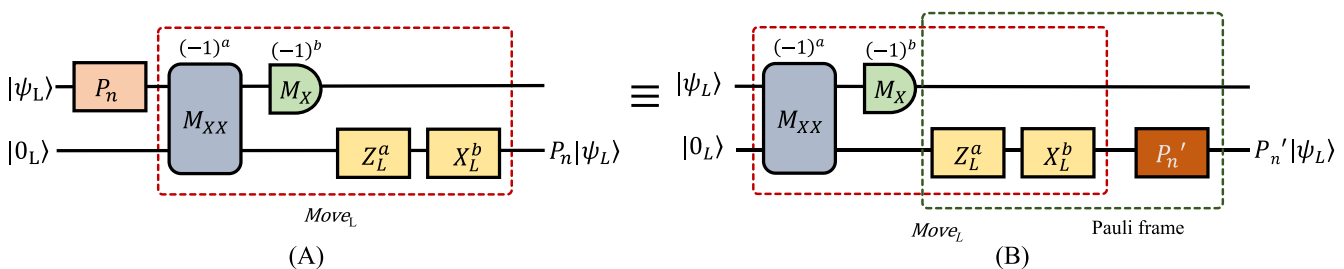 (−1)ᵃ (−1)ᵇ
|ψ_L⟩ P_n M_XX M_X
|0_L⟩ Z_L^a X_L^b P_n|ψ_L⟩
Move_L
(A)
≡
(−1)ᵃ (−1)ᵇ
|ψ_L⟩ M_XX M_X
|0_L⟩ Z_L^a X_L^b P_n′ P_n′|ψ_L⟩
Move_L Pauli frame
(B)